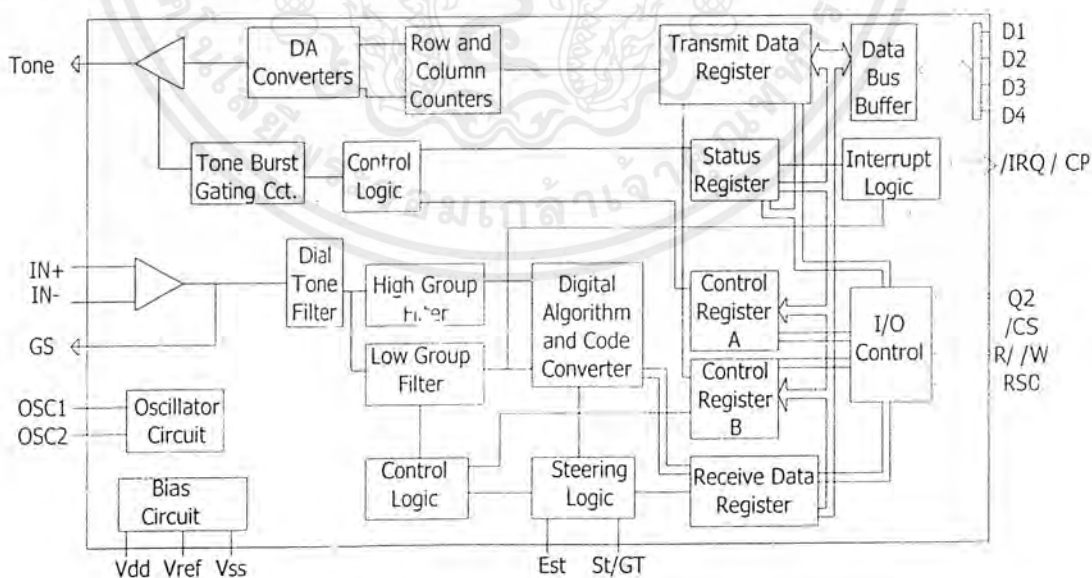 Tone
DA
Converters
Row and
Column
Counters
Transmit Data
Register
Data
Bus
Buffer
D1
D2
D3
D4
Tone Burst
Gating Cct.
Control
Logic
Status
Register
Interrupt
Logic
/IRQ / CP
IN+
IN-
GS
Dial
Tone
Filter
High Group
Filter
Low Group
Filter
Digital
Algorithm
and Code
Converter
Control
Register
A
Control
Register
B
I/O
Control
Q2
/CS
R/ /W
RS0
OSC1
OSC2
Oscillator
Circuit
Bias
Circuit
Control
Logic
Steering
Logic
Receive Data
Register
Vdd Vref Vss
Est St/GT